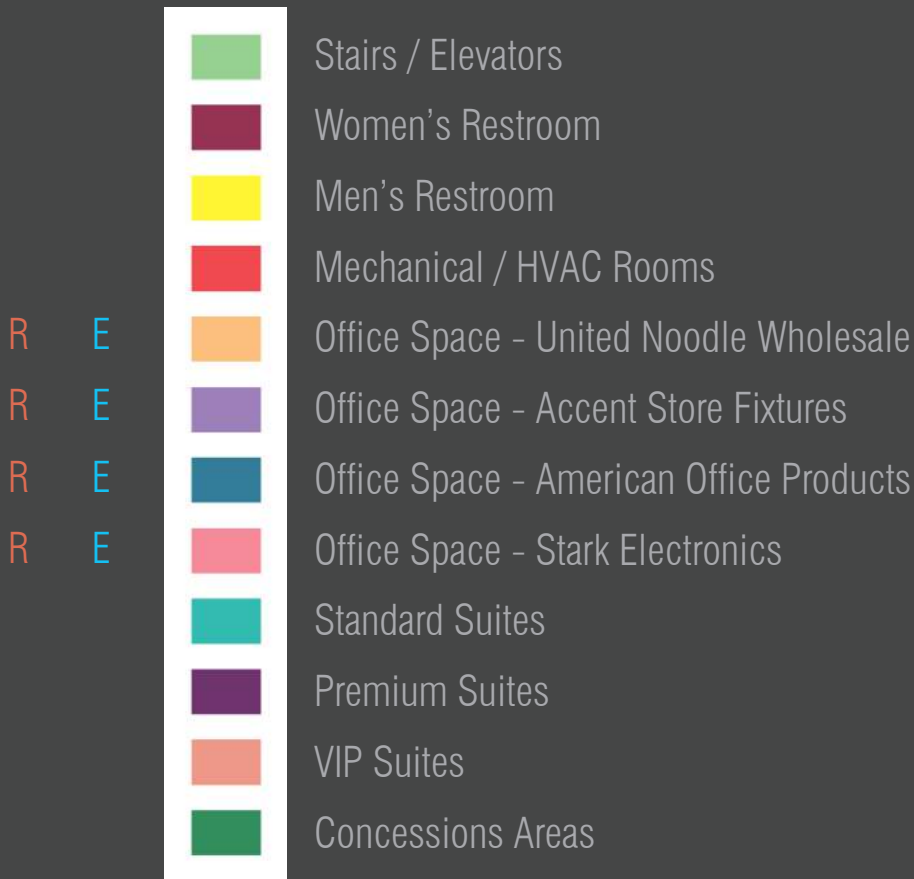 Stairs / Elevators
Women’s Restroom
Men’s Restroom
Mechanical / HVAC Rooms
R E Office Space - United Noodle Wholesale
R E Office Space - Accent Store Fixtures
R E Office Space - American Office Products
R E Office Space - Stark Electronics
Standard Suites
Premium Suites
VIP Suites
Concessions Areas